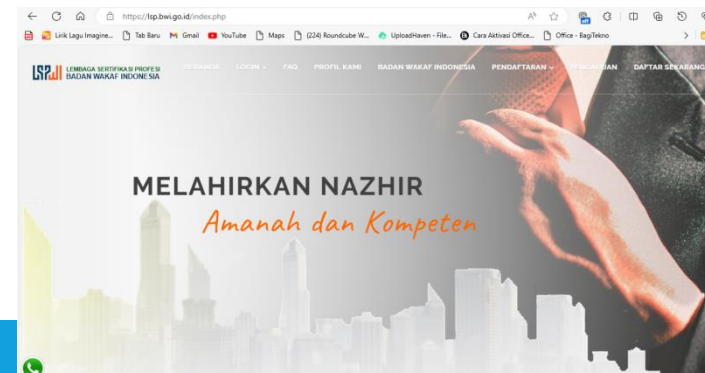 https://lsp.bwi.go.id/index.php
Lirik Lagu Imagine... Tab Baru Gmail YouTube Maps (224) Roundcube W... UploadHaven - File... Cara Aktivasi Office... Office - BagiTekno
LEMBAGA SERTIFIKASI PROFESI
BADAN WAKAF INDONESIA
BERANDA LOGIN FAQ PROFIL KAMI BADAN WAKAF INDONESIA PENDAFTARAN PENGADUAN DAFTAR SEKARANG
MELAHIRKAN NAZHIR
Amanah dan Kompeten